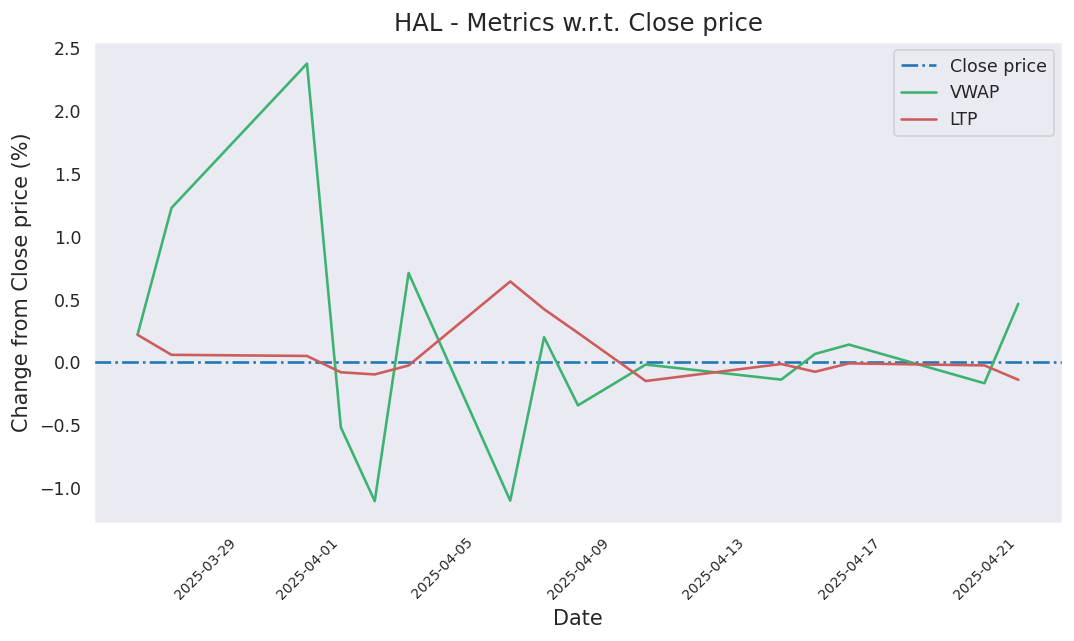 HAL - Metrics w.r.t. Close price
Change from Close price (%)
2.5
2.0
1.5
1.0
0.5
0.0
−0.5
−1.0
Close price
VWAP
LTP
2025-03-29
2025-04-01
2025-04-05
2025-04-09
2025-04-13
2025-04-17
2025-04-21
Date